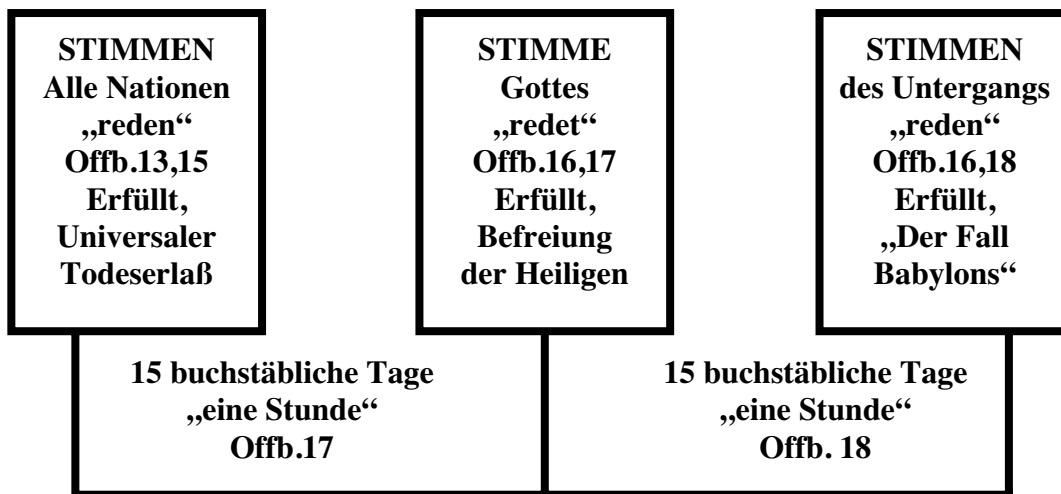 STIMMEN
Alle Nationen
„reden“
Offb.13,15
Erfüllt,
Universaler
Todeserlaß
STIMME
Gottes
„redet“
Offb.16,17
Erfüllt,
Befreiung
der Heiligen
STIMMEN
des Untergangs
„reden“
Offb.16,18
Erfüllt,
„Der Fall
Babylons“
15 buchstäbliche Tage
„eine Stunde“
Offb.17
15 buchstäbliche Tage
„eine Stunde“
Offb. 18